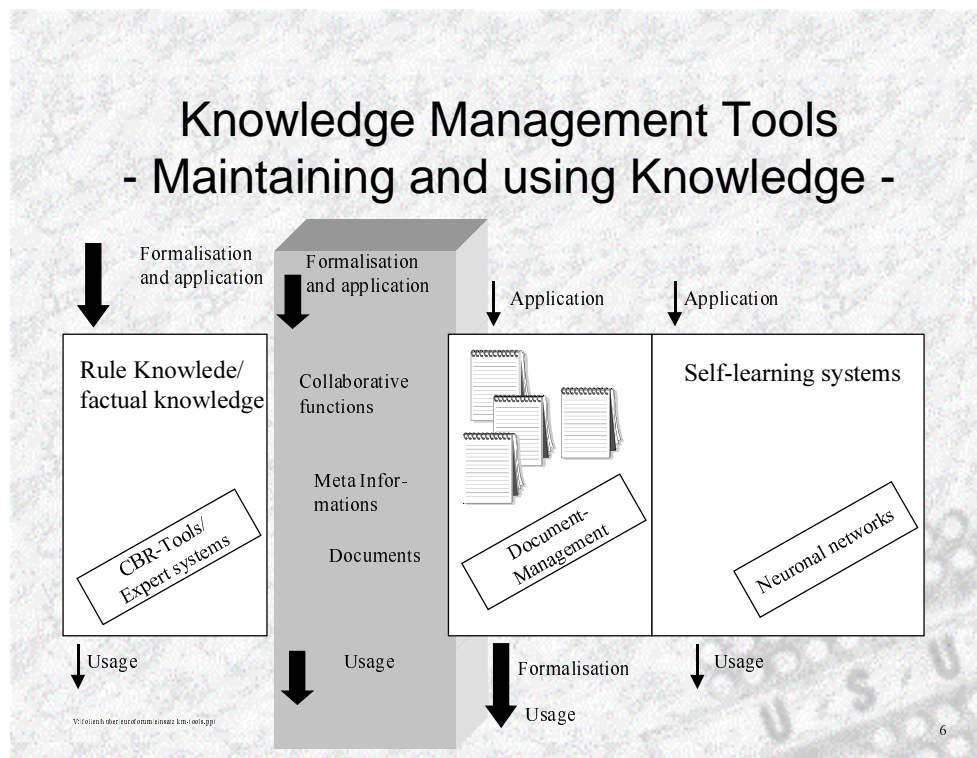 Knowledge Management Tools
- Maintaining and using Knowledge -
Formalisation
and application
Formalisation
and application
Application
Application
Rule Knowlede/
factual knowledge
CBR-Tools/
Expert systems
Collaborative
functions
Meta Infor-
mations
Documents
Document-
Management
Self-learning systems
Neuronal networks
Usage
Usage
Formalisation
Usage
Usage
6
U S U